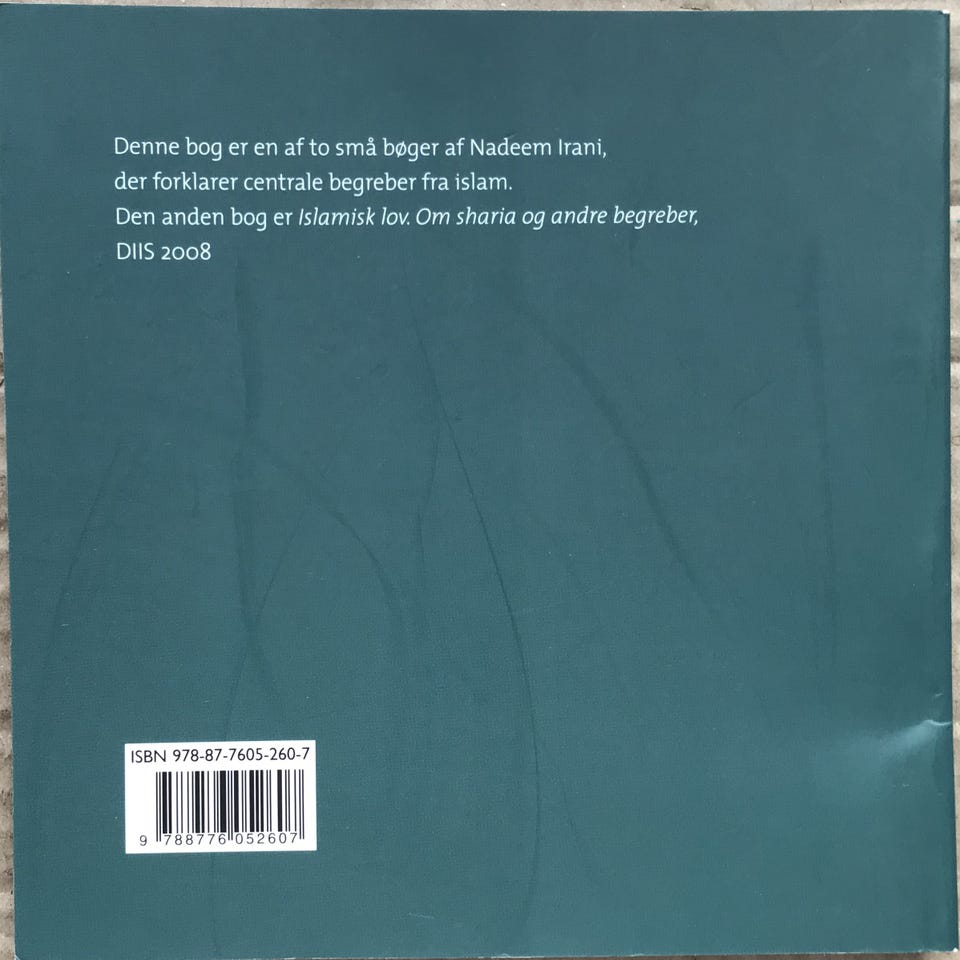 Denne bog er en af to små bøger af Nadeem Irani,
der forklarer centrale begreber fra islam.
Den anden bog er Islamisk lov. Om sharia og andre begreber,
DIIS 2008
ISBN 978-87-7605-260-7
9 788776 052607